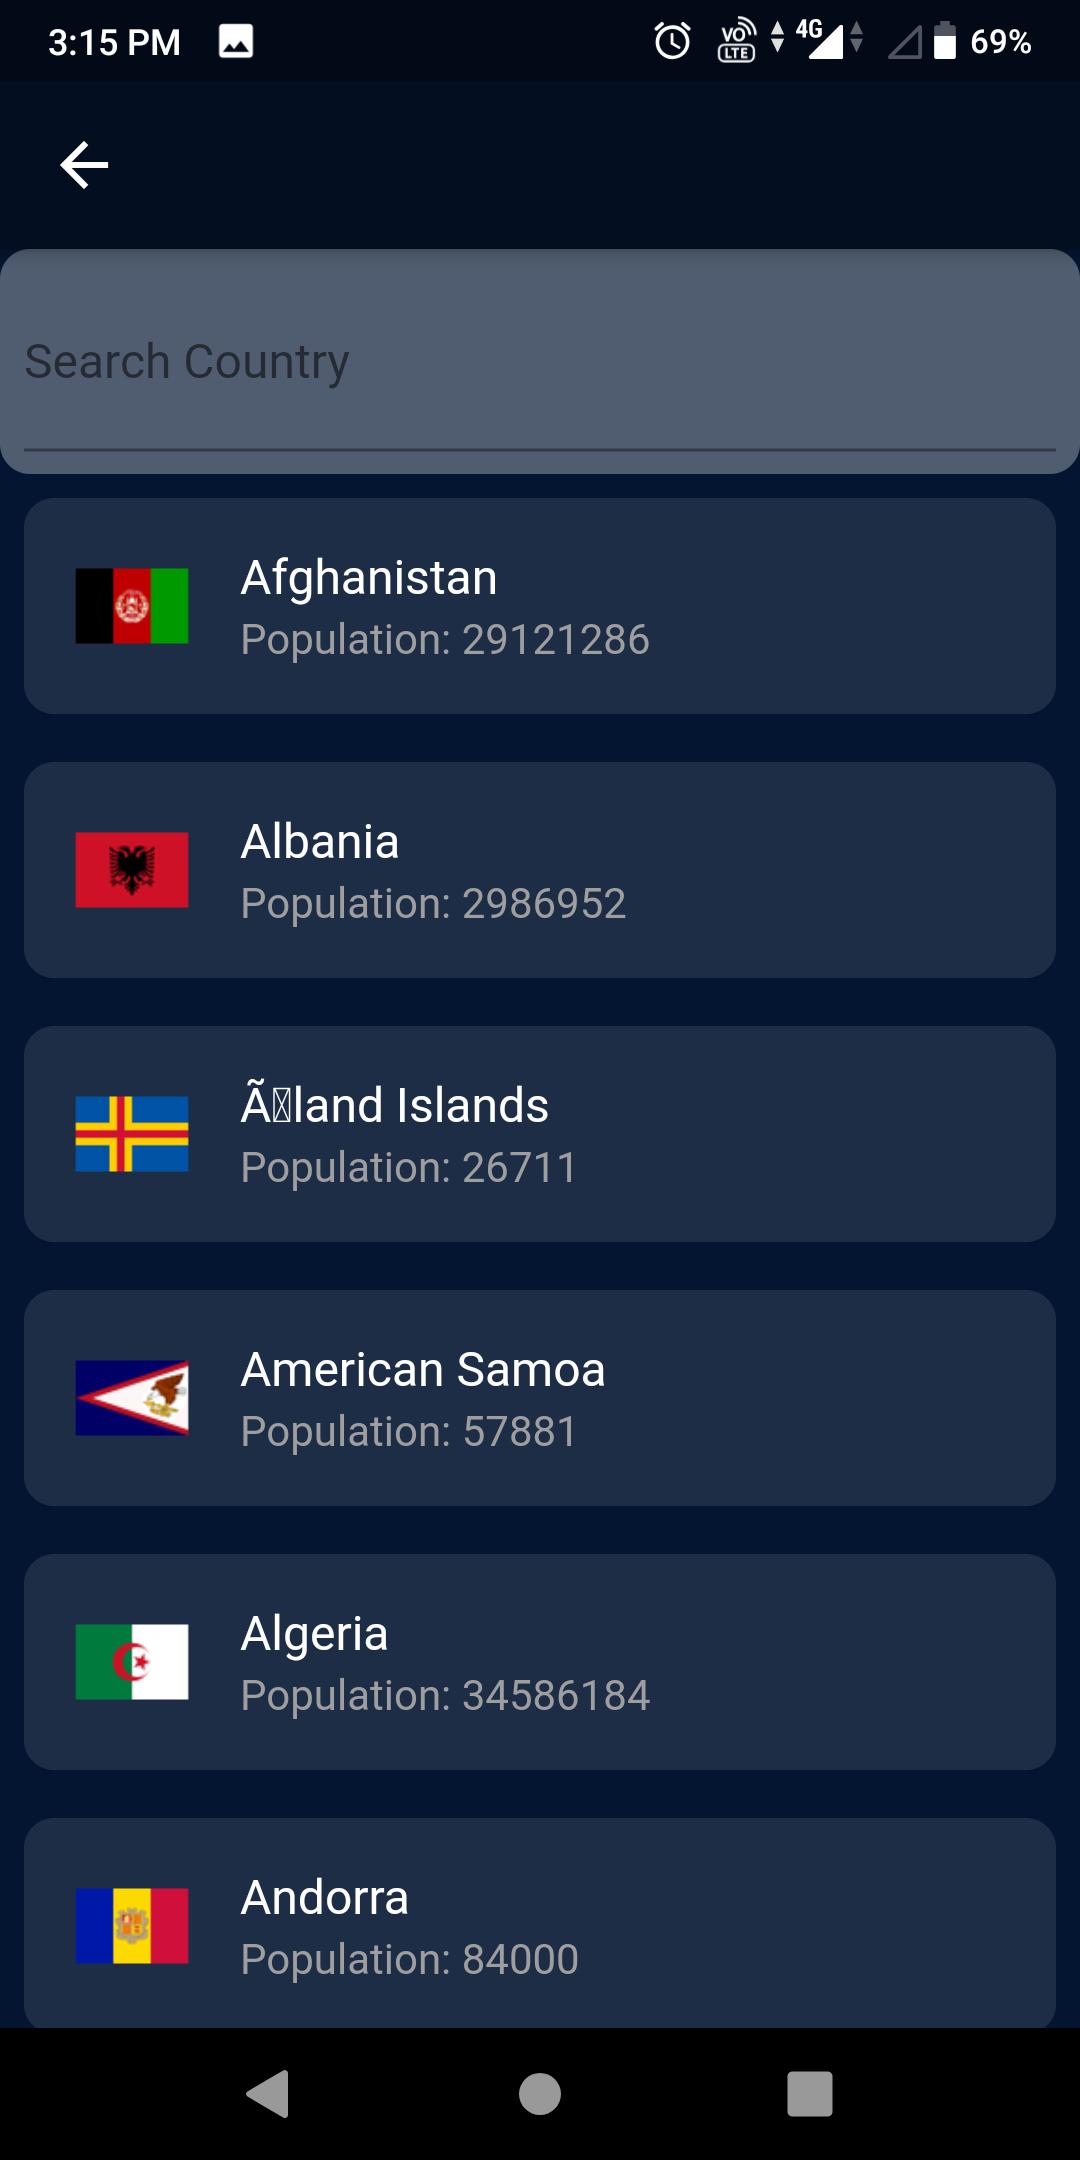 3:15 PM VO LTE 4G 69%
Search Country
Afghanistan
Population: 29121286
Albania
Population: 2986952
Ã￾land Islands
Population: 26711
American Samoa
Population: 57881
Algeria
Population: 34586184
Andorra
Population: 84000